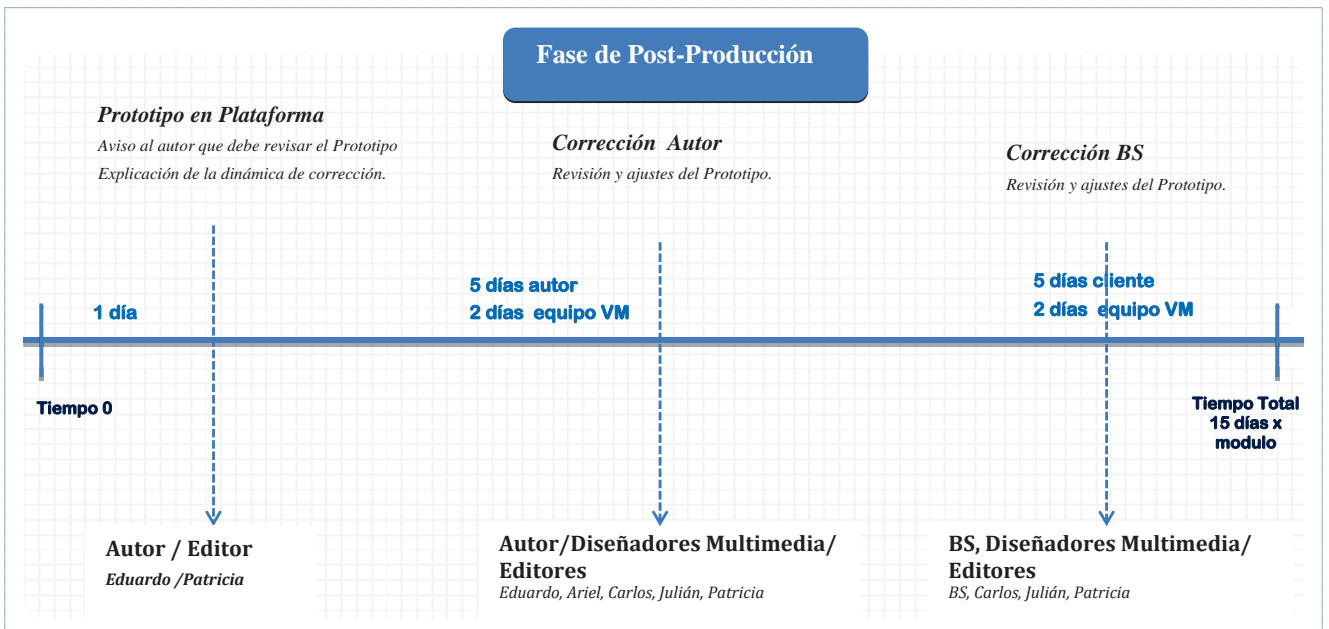 Fase de Post-Producción
Prototipo en Plataforma
Aviso al autor que debe revisar el Prototipo
Explicación de la dinámica de corrección.
Corrección Autor
Revisión y ajustes del Prototipo.
Corrección BS
Revisión y ajustes del Prototipo.
1 día
5 días autor
2 días equipo VM
5 días cliente
2 días equipo VM
Tiempo 0
Tiempo Total
15 días x
modulo
Autor / Editor
Eduardo /Patricia
Autor/Diseñadores Multimedia/
Editores
Eduardo, Ariel, Carlos, Julián, Patricia
BS, Diseñadores Multimedia/
Editores
BS, Carlos, Julián, Patricia